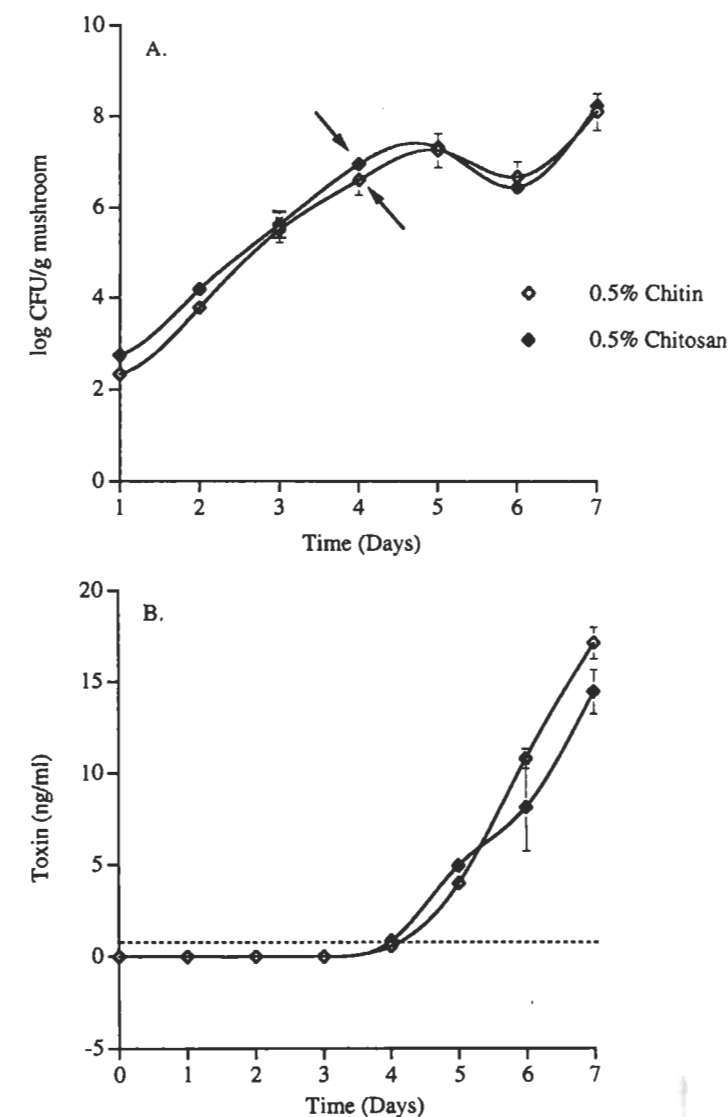 A.
10
8
6
4
2
0
log CFU/g mushroom
0.5% Chitin
0.5% Chitosan
1 2 3 4 5 6 7
Time (Days)
B.
20
15
10
5
0
-5
Toxin (ng/ml)
0 1 2 3 4 5 6 7
Time (Days)